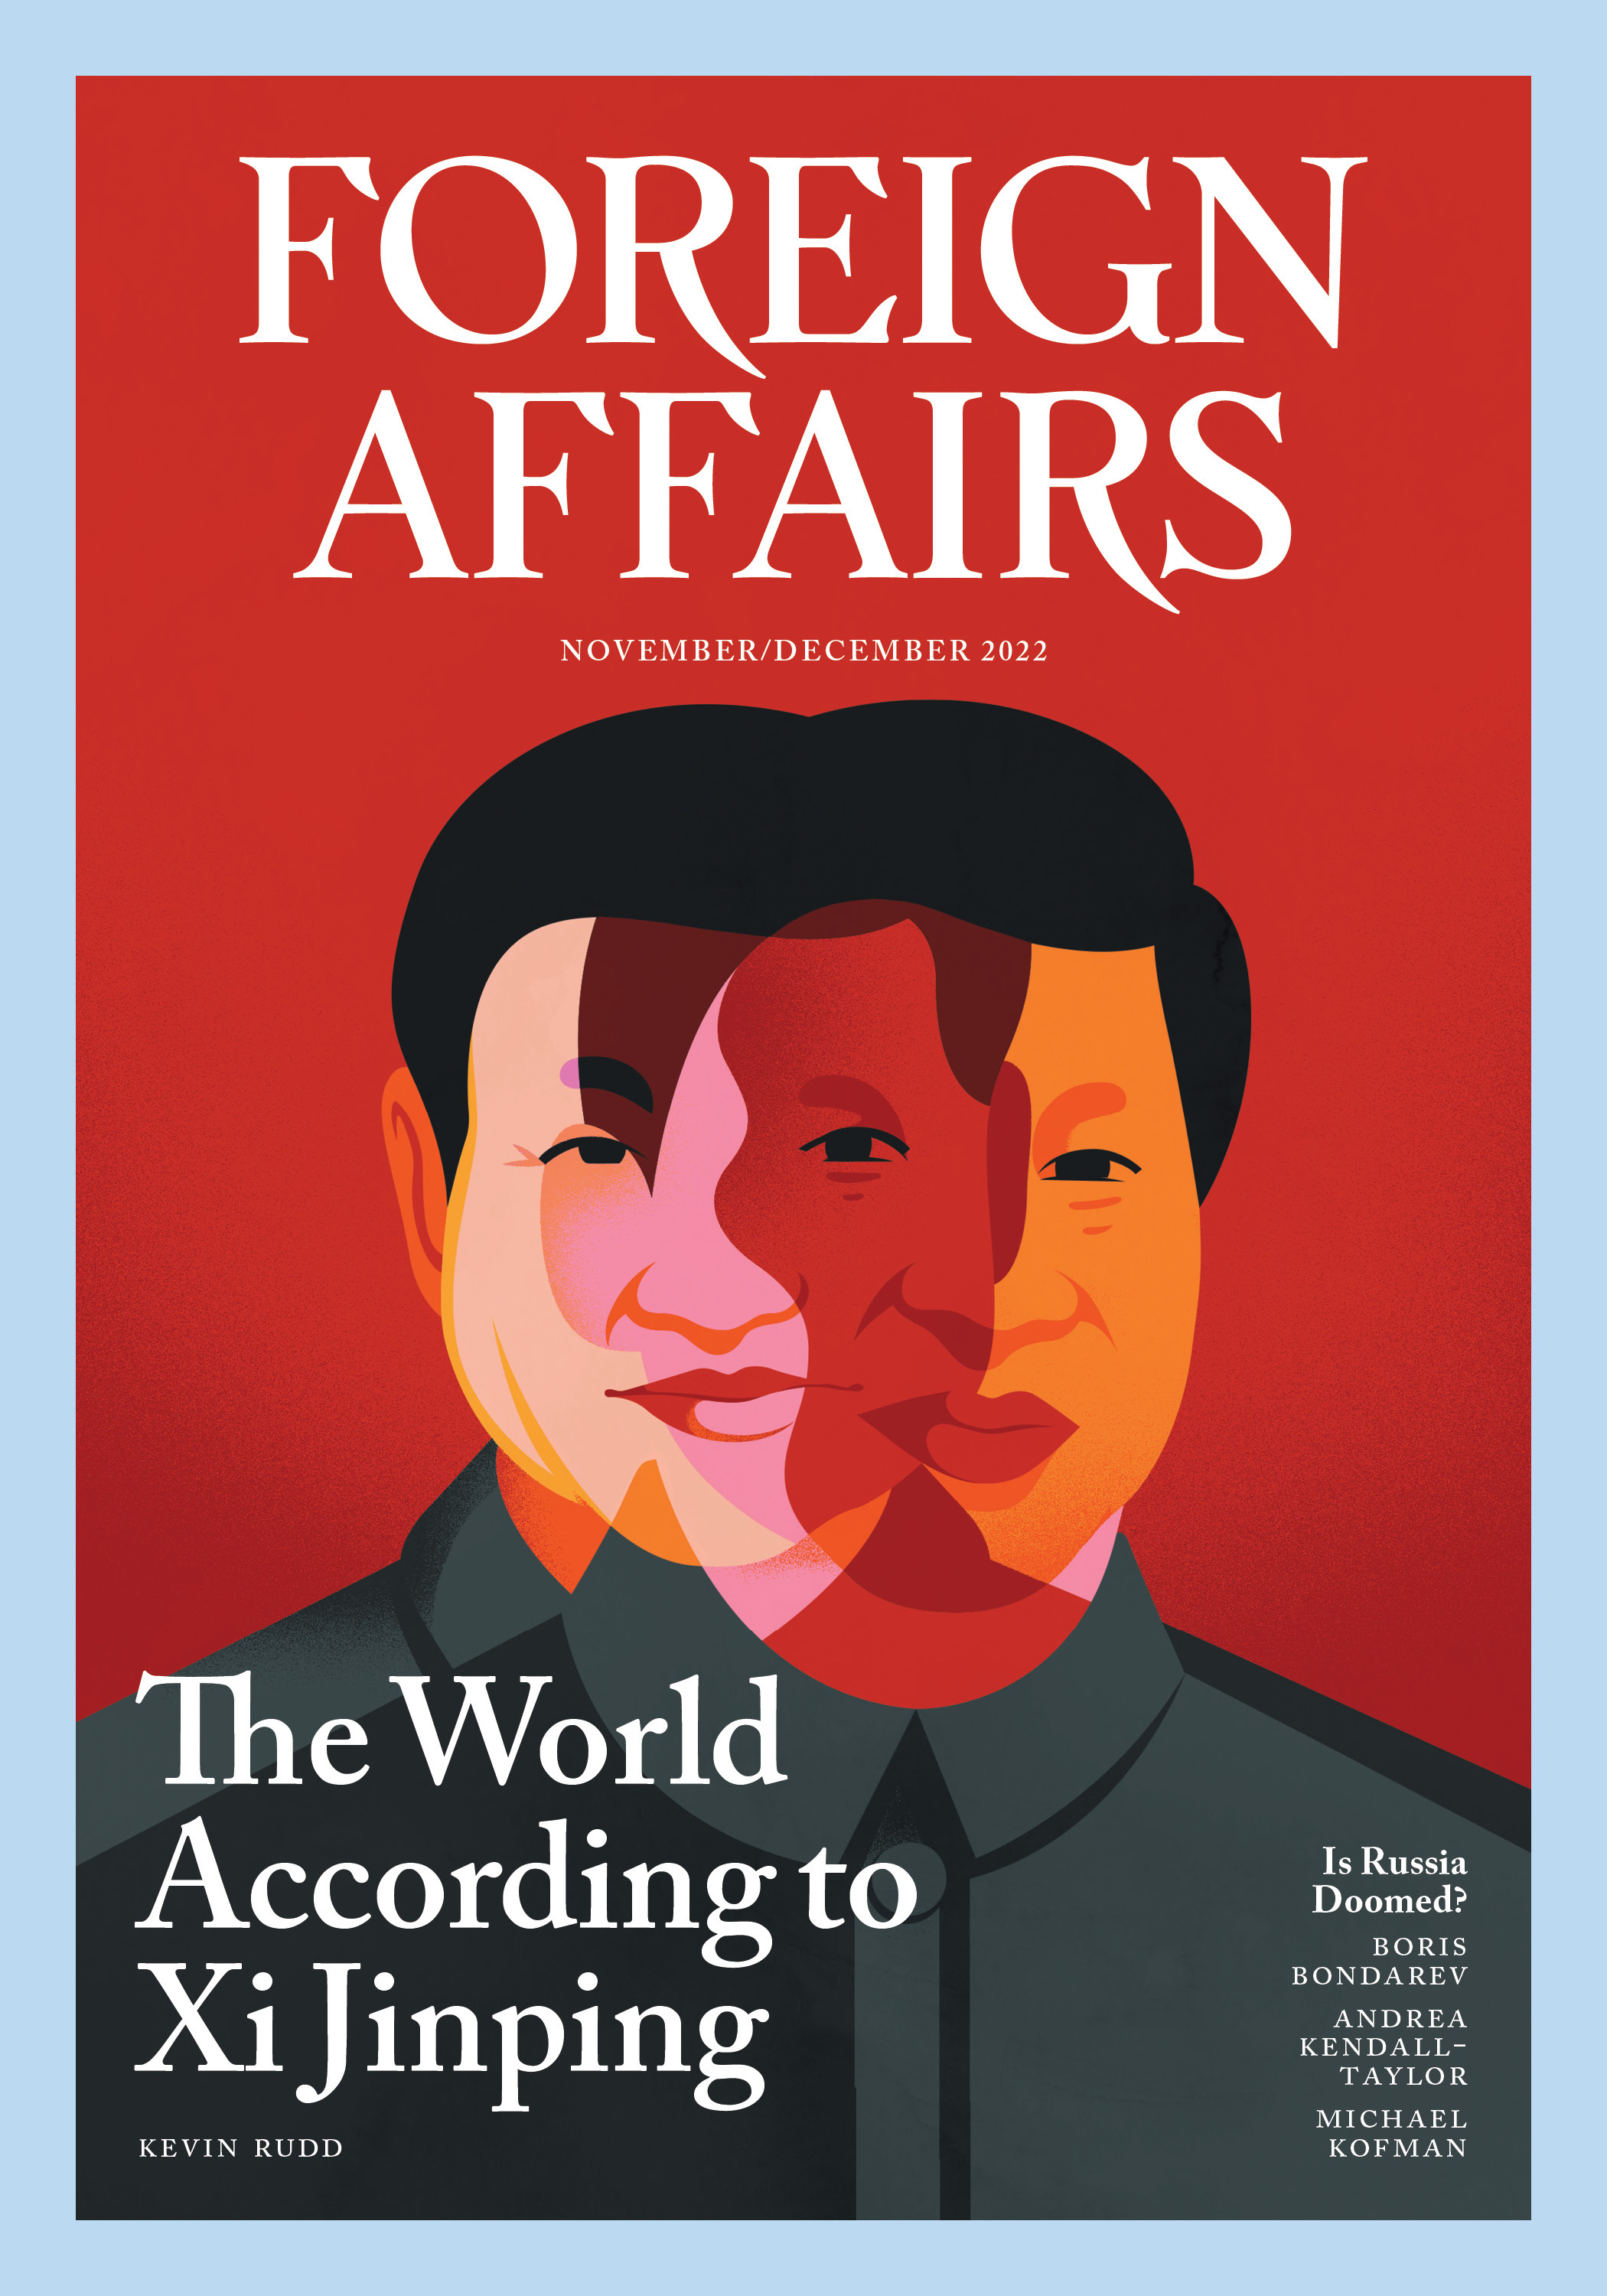 FOREIGN
AFFAIRS
NOVEMBER/DECEMBER 2022
The World
According to
Xi Jinping
KEVIN RUDD
Is Russia
Doomed?
BORIS
BONDAREV
ANDREA
KENDALL-
TAYLOR
MICHAEL
KOFMAN